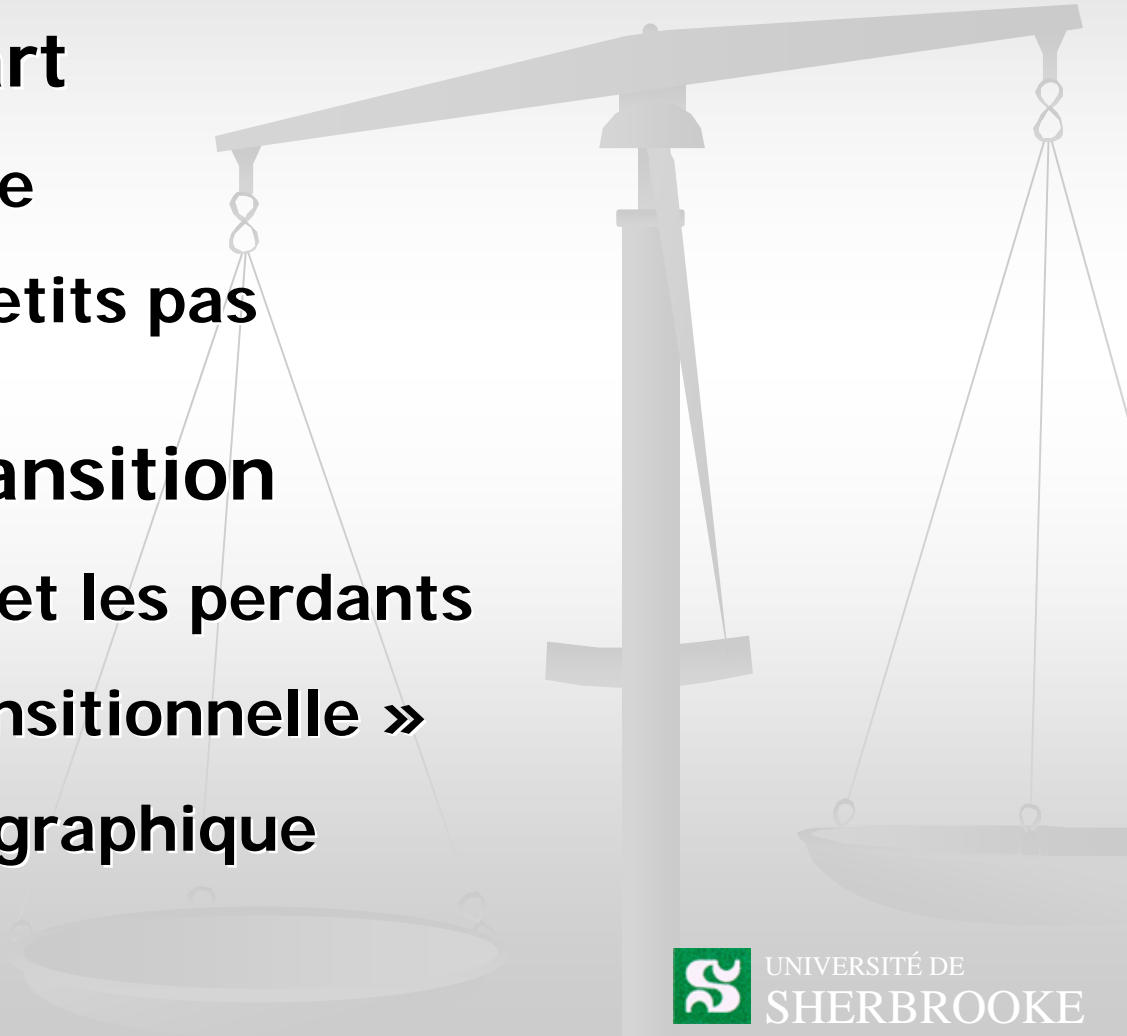 rt
e
etits pas
ansition
et les perdants
nsitionnelle »
graphique
UNIVERSITÉ DE
SHERBROOKE